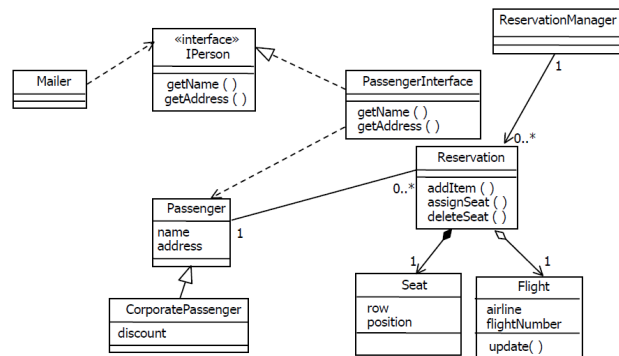 ReservationManager
«interface»
IPerson
getName ( )
getAddress ( )
Mailer
PassengerInterface
getName ( )
getAddress ( )
1
0..*
Reservation
addItem ( )
assignSeat ( )
deleteSeat ( )
0..*
Passenger
name
address
1
1
1
Seat
row
position
Flight
airline
flightNumber
update( )
CorporatePassenger
discount